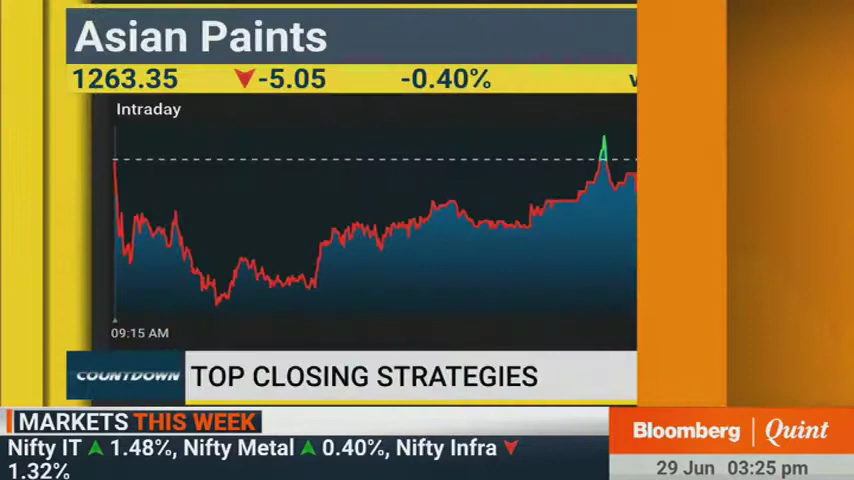 Asian Paints
1263.35 -5.05 -0.40%
Intraday
09:15 AM
COUNTDOWN TOP CLOSING STRATEGIES
MARKETS THIS WEEK
Nifty IT 1.48%, Nifty Metal 0.40%, Nifty Infra
1.32%
Bloomberg | Quint
29 Jun 03:25 pm